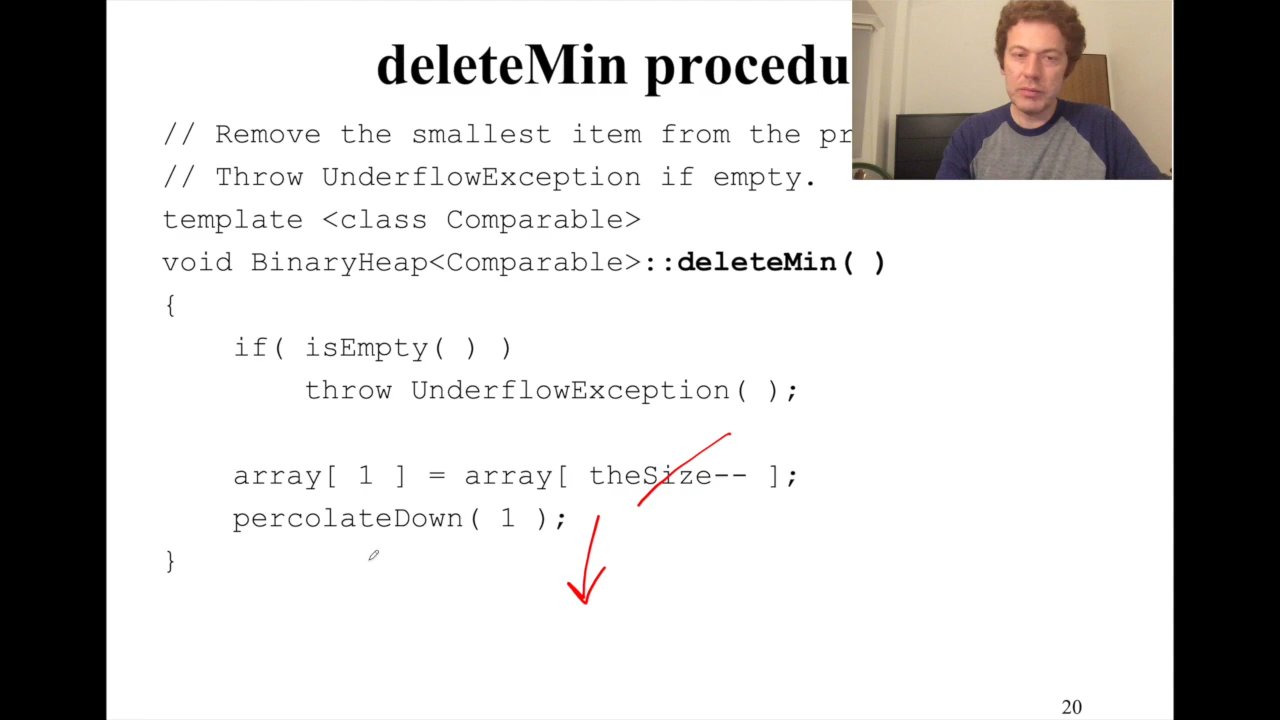 deleteMin procedu
// Remove the smallest item from the pr
// Throw UnderflowException if empty.
template <class Comparable>
void BinaryHeap<Comparable>::deleteMin( )
{
if( isEmpty( ) )
throw UnderflowException( );
array[ 1 ] = array[ theSize-- ];
percolateDown( 1 );
}
20